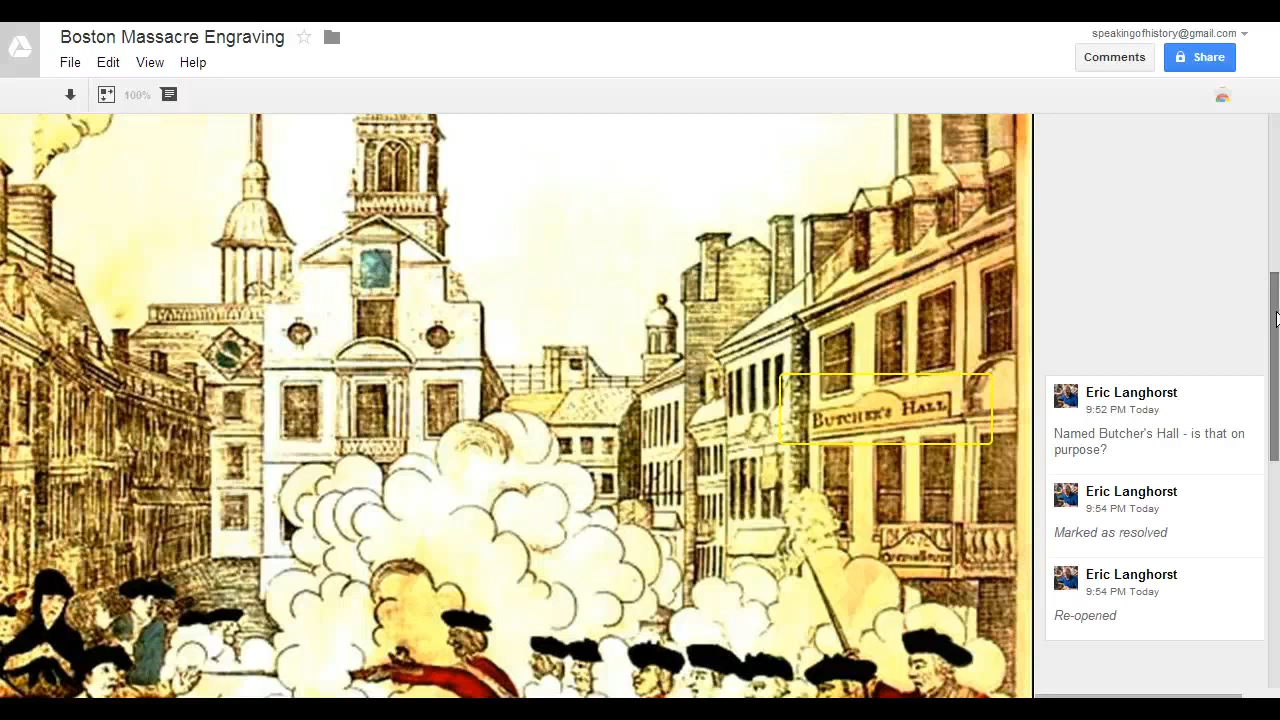 Boston Massacre Engraving
speakingofhistory@gmail.com
File Edit View Help
Comments
Share
100%
BUTCHER'S HALL
Eric Langhorst
9:52 PM Today
Named Butcher's Hall - is that on
purpose?
Eric Langhorst
9:54 PM Today
Marked as resolved
Eric Langhorst
9:54 PM Today
Re-opened